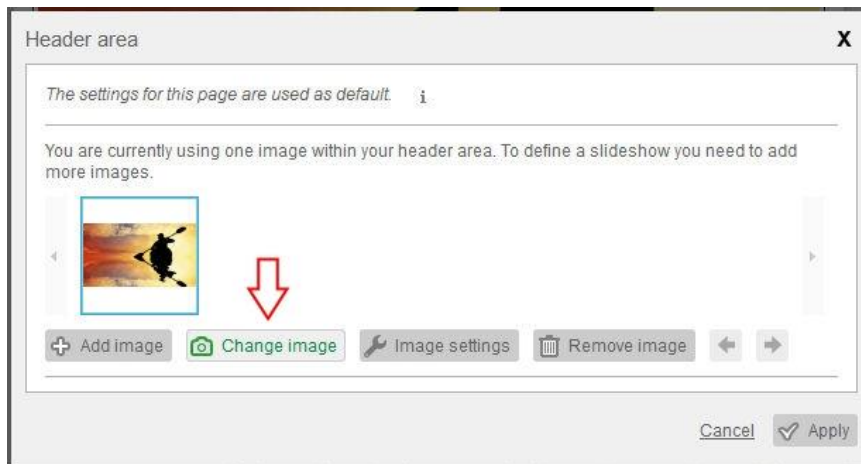 Header area
X
The settings for this page are used as default. i
You are currently using one image within your header area. To define a slideshow you need to add
more images.
Add image Change image Image settings Remove image
Cancel Apply